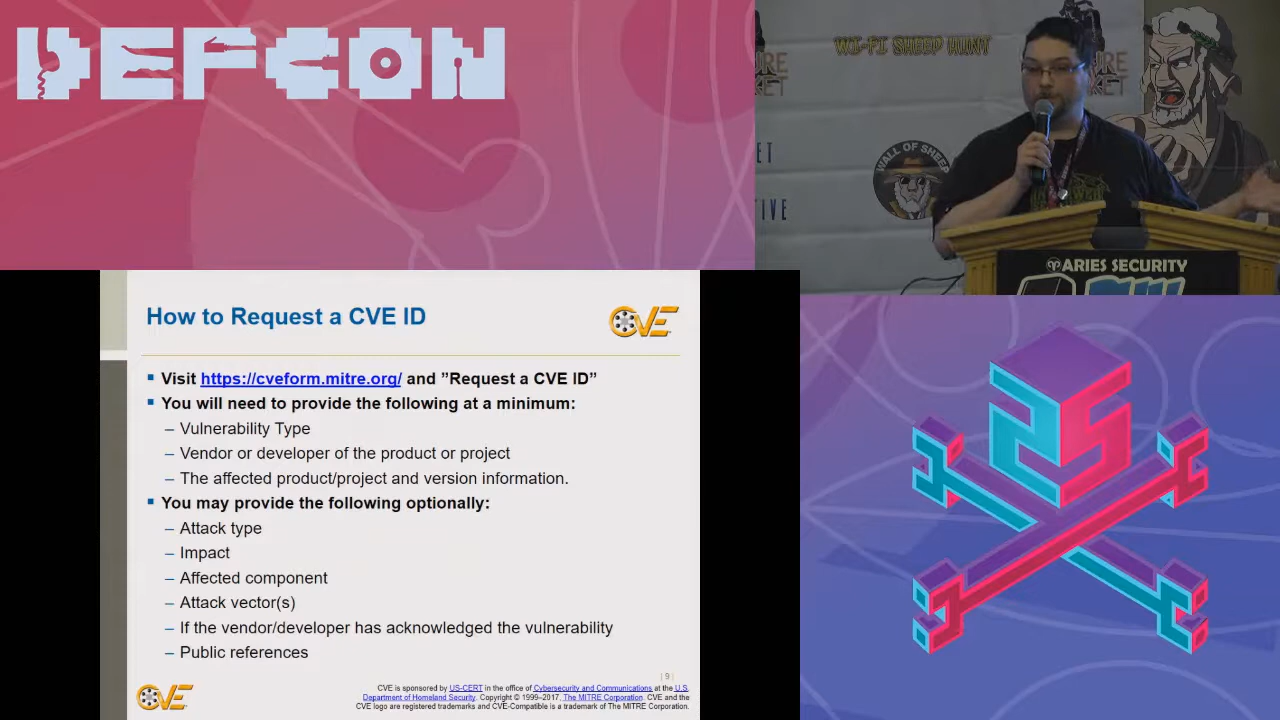 DEFCON
WI-FI SHEEP HUNT
WALL OF SHEEP
ARIES SECURITY
How to Request a CVE ID
CVE
Visit https://cveform.mitre.org/ and ”Request a CVE ID”
You will need to provide the following at a minimum:
– Vulnerability Type
– Vendor or developer of the product or project
– The affected product/project and version information.
You may provide the following optionally:
– Attack type
– Impact
– Affected component
– Attack vector(s)
– If the vendor/developer has acknowledged the vulnerability
– Public references
| 9 |
CVE
CVE is sponsored by US-CERT in the office of Cybersecurity and Communications at the U.S.
Department of Homeland Security. Copyright © 1999–2017, The MITRE Corporation. CVE and the
CVE logo are registered trademarks and CVE-Compatible is a trademark of The MITRE Corporation.
25